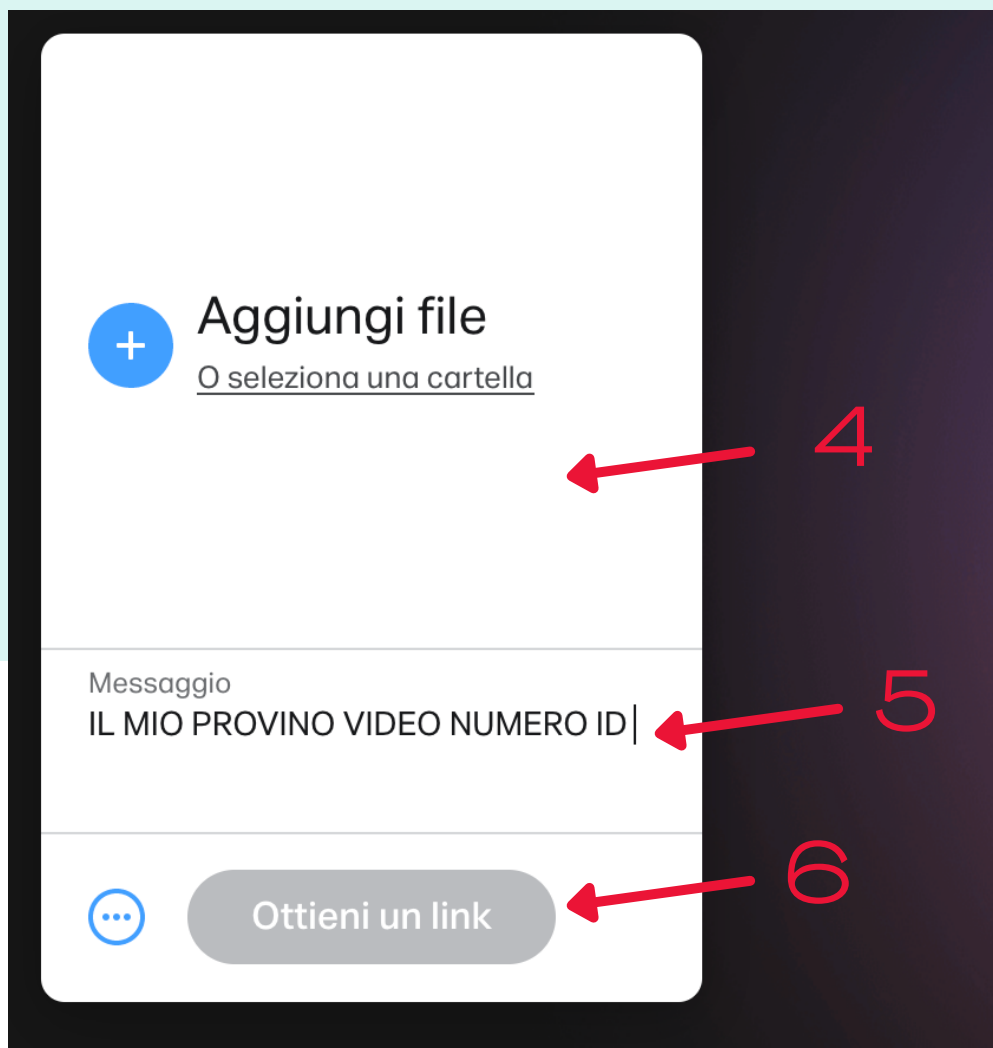 Aggiungi file
O seleziona una cartella
4
Messaggio
5
IL MIO PROVINO VIDEO NUMERO ID
6
Ottieni un link